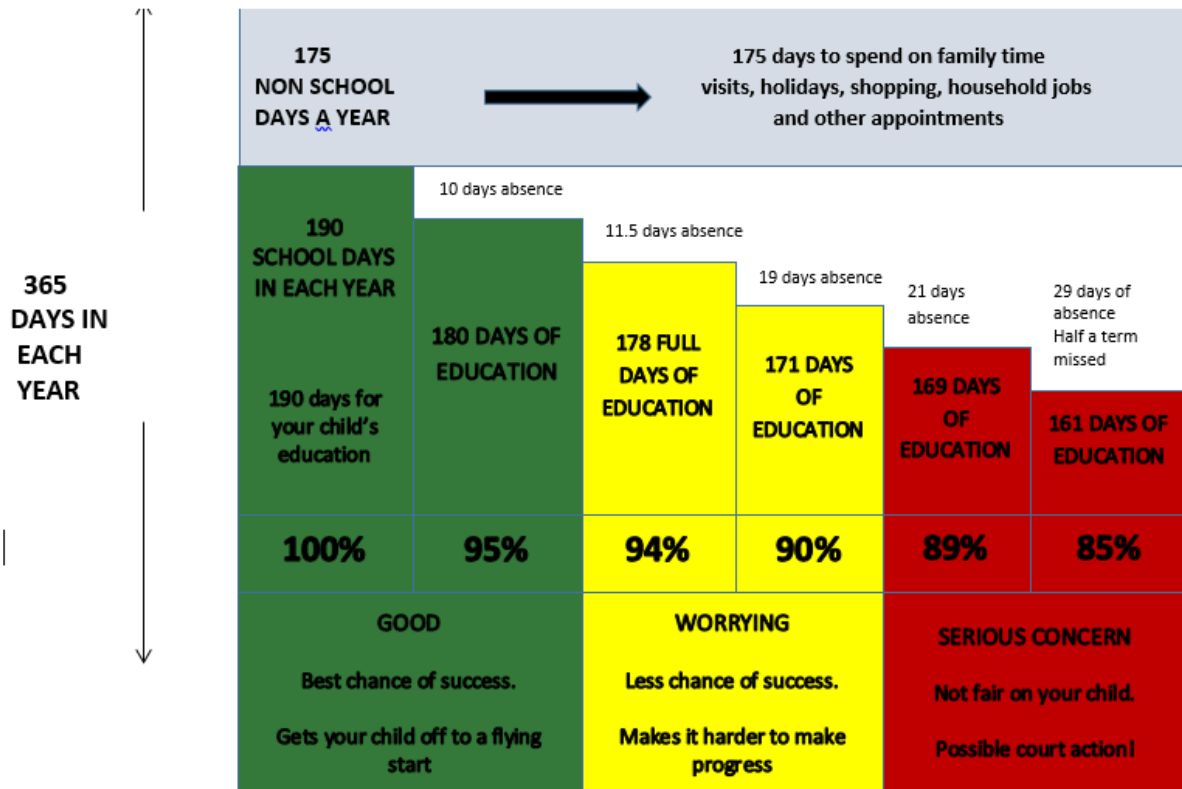 365
DAYS IN
EACH
YEAR
175
NON SCHOOL
DAYS A YEAR
175 days to spend on family time
visits, holidays, shopping, household jobs
and other appointments
190
SCHOOL DAYS
IN EACH YEAR
190 days for
your child's
education
10 days absence
180 DAYS OF
EDUCATION
11.5 days absence
178 FULL
DAYS OF
EDUCATION
19 days absence
171 DAYS
OF
EDUCATION
21 days
absence
169 DAYS
OF
EDUCATION
29 days of
absence
Half a term
missed
161 DAYS OF
EDUCATION
100%
95%
94%
90%
89%
85%
GOOD
Best chance of success.
Gets your child off to a flying
start
WORRYING
Less chance of success.
Makes it harder to make
progress
SERIOUS CONCERN
Not fair on your child.
Possible court action!